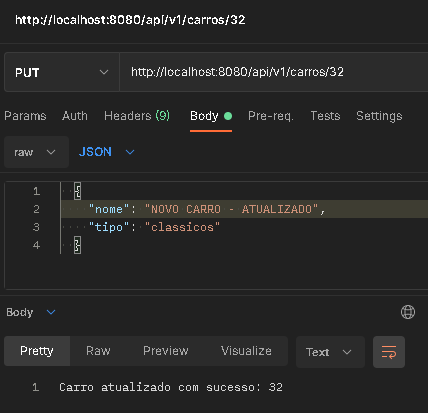 http://localhost:8080/api/v1/carros/32
PUT http://localhost:8080/api/v1/carros/32
Params Auth Headers (9) Body Pre-req. Tests Settings
raw JSON
1 {
2 "nome": "NOVO CARRO - ATUALIZADO",
3 "tipo": "classicos"
4 }
Body
Pretty Raw Preview Visualize Text
1 Carro atualizado com sucesso: 32